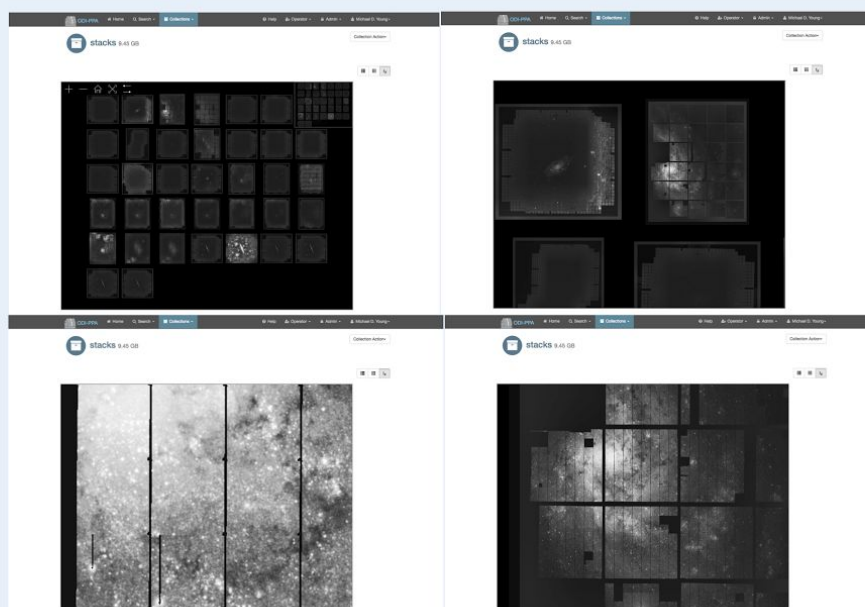 ODI-PPA Home Search Collections Help Operator Admin Michael D. Young
stacks 9.45 GB
Collection Action
ODI-PPA Home Search Collections Help Operator Admin Michael D. Young
stacks 9.45 GB
Collection Action
ODI-PPA Home Search Collections Help Operator Admin Michael D. Young
stacks 9.45 GB
Collection Action
ODI-PPA Home Search Collections Help Operator Admin Michael D. Young
stacks 9.45 GB
Collection Action